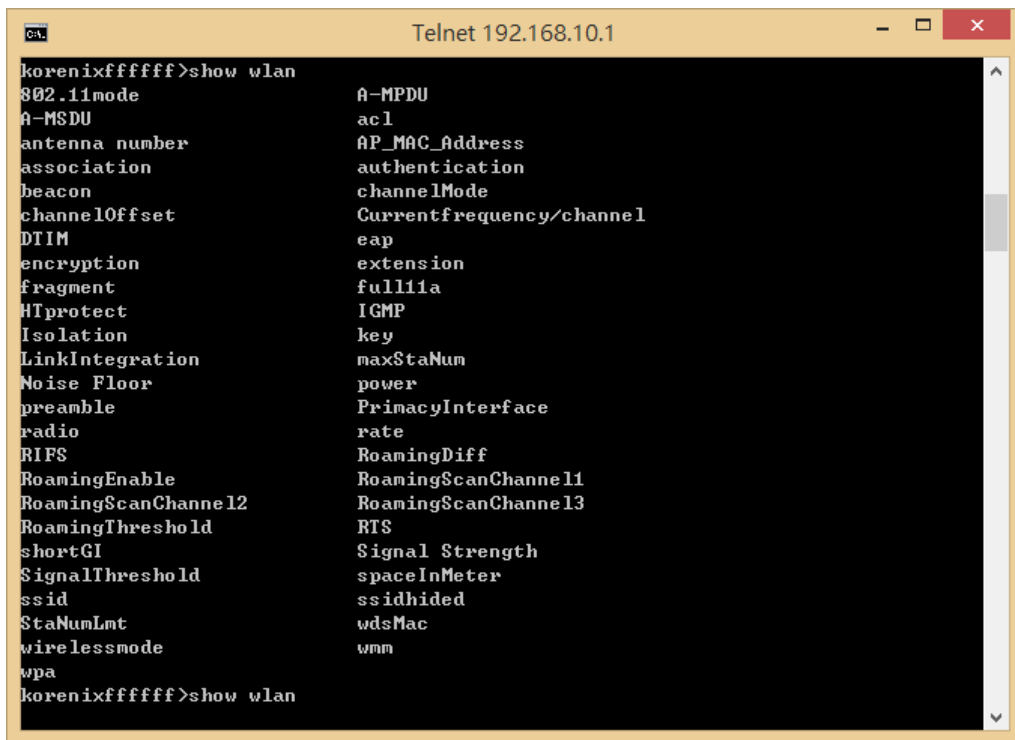 Telnet 192.168.10.1
korenixffffff>show wlan
802.11mode A-MPDU
A-MSDU acl
antenna number AP_MAC_Address
association authentication
beacon channelMode
channelOffset Currentfrequency/channel
DTIM eap
encryption extension
fragment full11a
HTprotect IGMP
Isolation key
LinkIntegration maxStaNum
Noise Floor power
preamble PrimacyInterface
radio rate
RIFS RoamingDiff
RoamingEnable RoamingScanChannel1
RoamingScanChannel2 RoamingScanChannel3
RoamingThreshold RTS
shortGI Signal Strength
SignalThreshold spaceInMeter
ssid ssidhided
StaNumLmt wdsMac
wirelessmode wmm
wpa
korenixffffff>show wlan